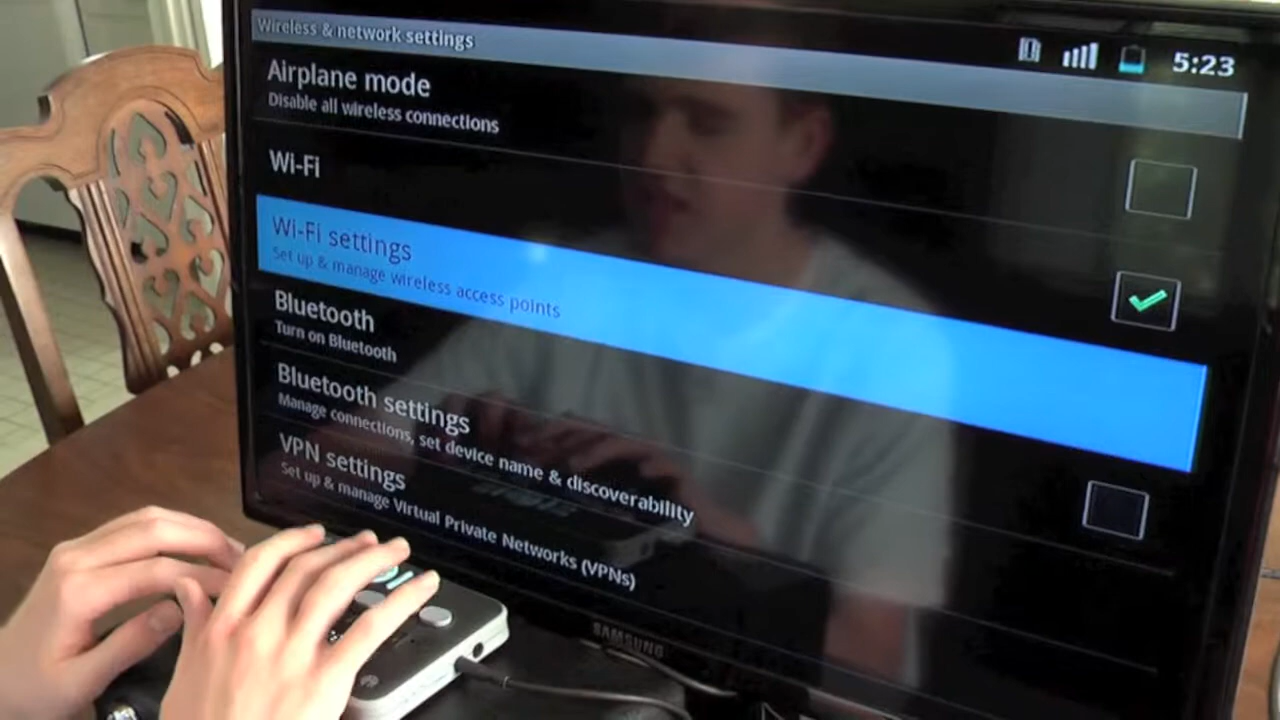 Wireless & network settings
5:23
Airplane mode
Disable all wireless connections
Wi-Fi
Wi-Fi settings
Set up & manage wireless access points
Bluetooth
Turn on Bluetooth
Bluetooth settings
Manage connections, set device name & discoverability
VPN settings
Set up & manage Virtual Private Networks (VPNs)
SAMSUNG